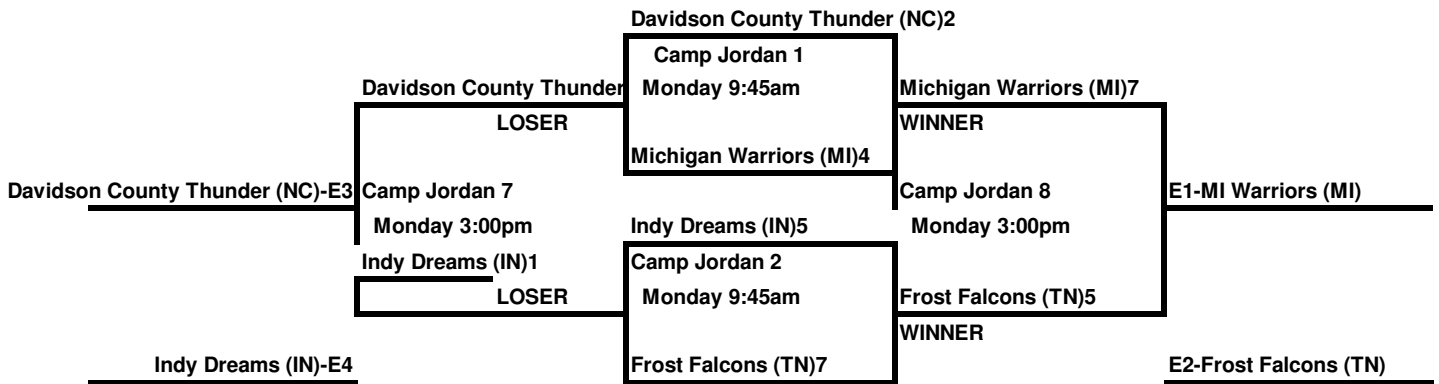 Davidson County Thunder (NC)2
Camp Jordan 1
Davidson County Thunder Monday 9:45am Michigan Warriors (MI)7
LOSER WINNER
Michigan Warriors (MI)4
Davidson County Thunder (NC)-E3 Camp Jordan 7 Camp Jordan 8 E1-MI Warriors (MI)
Monday 3:00pm Indy Dreams (IN)5 Monday 3:00pm
Indy Dreams (IN)1 Camp Jordan 2
LOSER Monday 9:45am Frost Falcons (TN)5
WINNER
Indy Dreams (IN)-E4 Frost Falcons (TN)7 E2-Frost Falcons (TN)